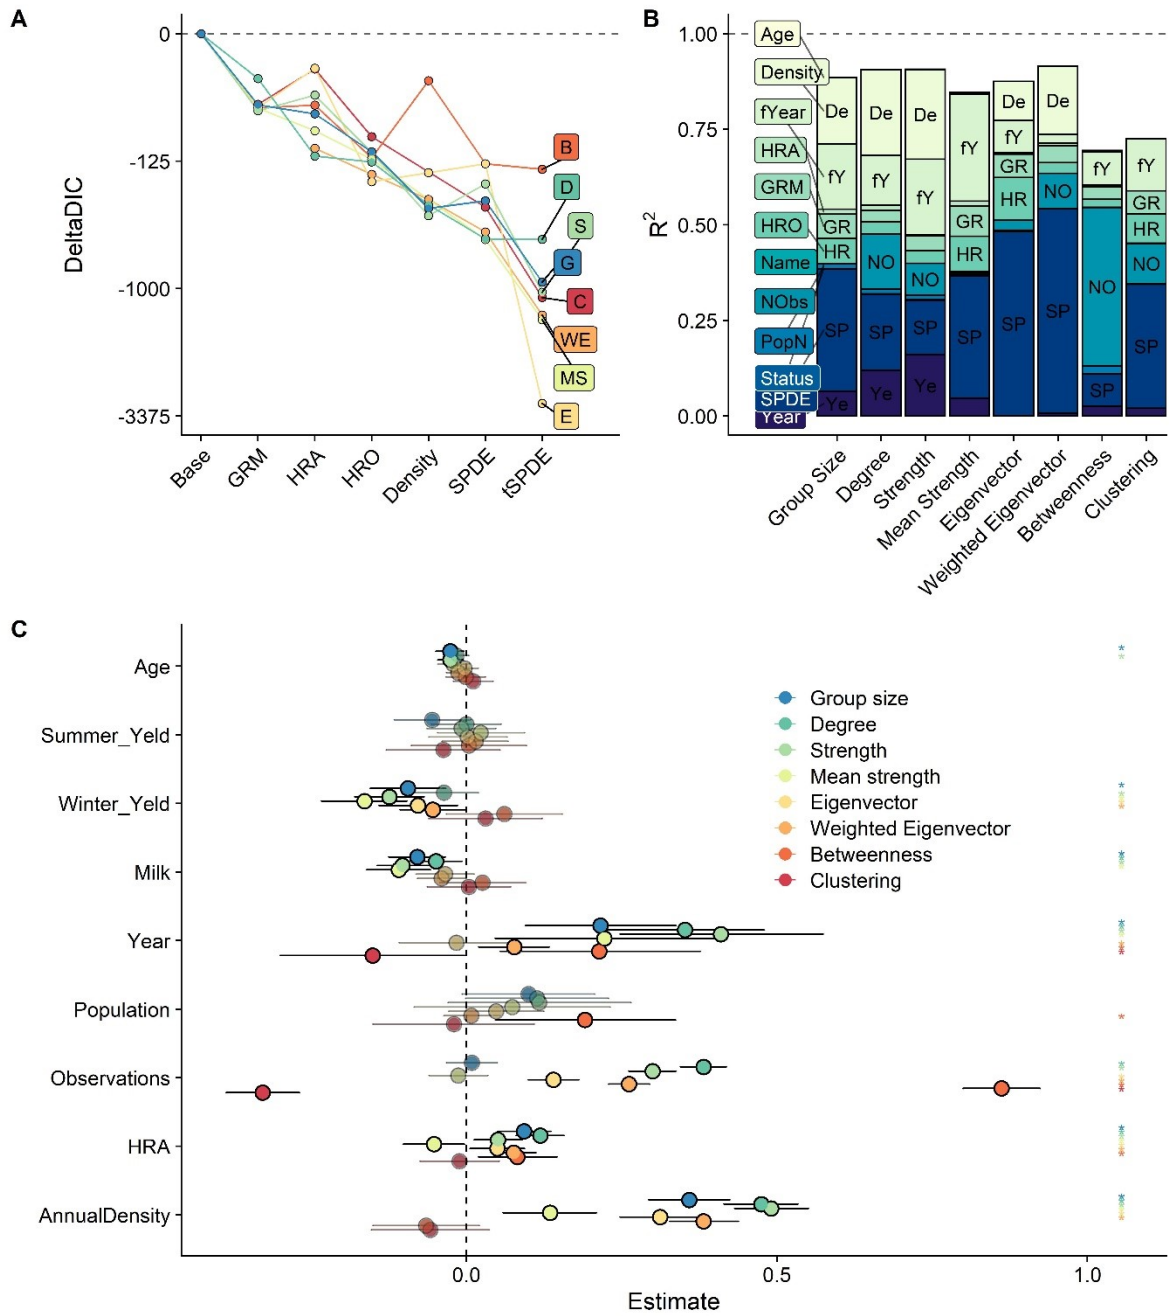 A
DeltaDIC
0
-125
-1000
-3375
B
D
S
G
C
WE
MS
E
Base
GRM
HRA
HRO
Density
SPDE
tSPDE
B
R²
1.00
0.75
0.50
0.25
0.00
Age
Density
fYear
HRA
GRM
HRO
Name
NObs
PopN
Status
SPDE
Year
De
fY
GR
HR
SP
Ye
De
fY
NO
SP
Ye
De
fY
NO
SP
Ye
fY
GR
HR
SP
De
fY
GR
HR
SP
De
NO
SP
fY
NO
SP
fY
GR
HR
NO
SP
Group Size
Degree
Strength
Mean Strength
Eigenvector
Weighted Eigenvector
Betweenness
Clustering
C
Age
Summer_Yeld
Winter_Yeld
Milk
Year
Population
Observations
HRA
AnnualDensity
Group size
Degree
Strength
Mean strength
Eigenvector
Weighted Eigenvector
Betweenness
Clustering
0.0
0.5
1.0
Estimate